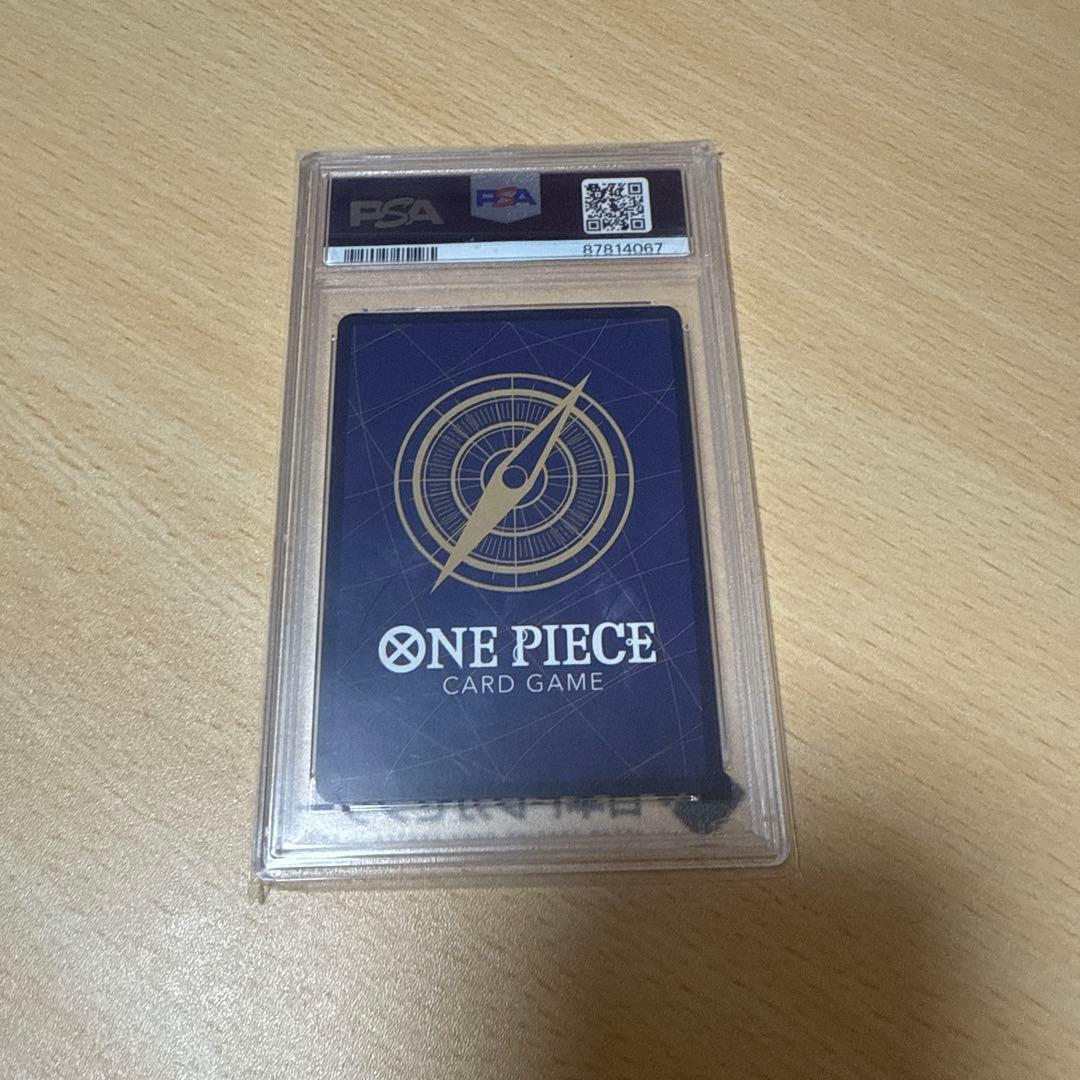 PSA
PSA
87814067
ONE PIECE
CARD GAME